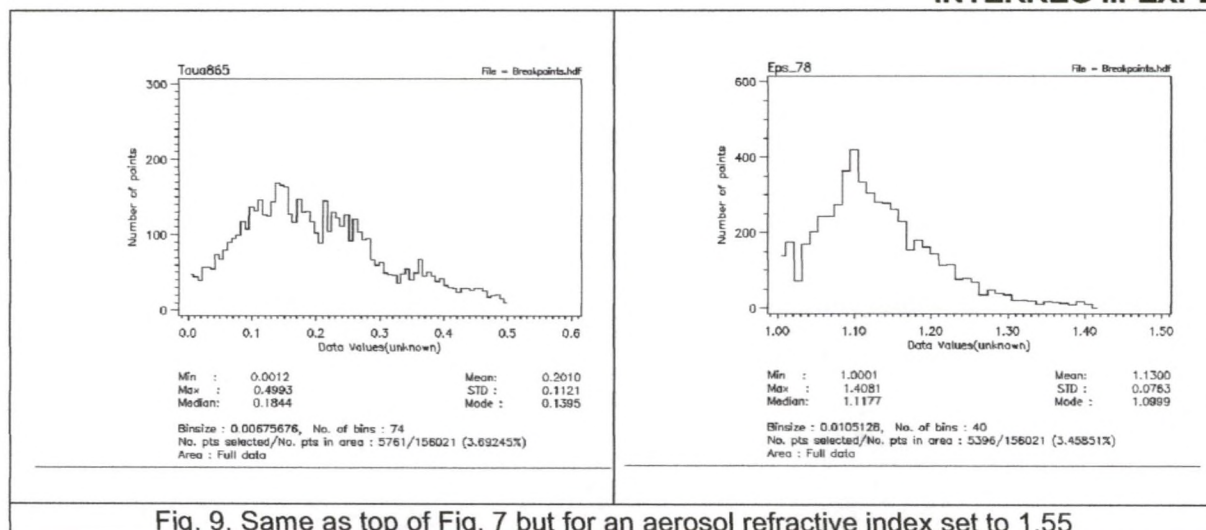 Taua865 File - Breakpoints.hdf
300
200
100
0
Number of points
0.0 0.1 0.2 0.3 0.4 0.5 0.6
Data Values(unknown)
Min : 0.0012 Mean: 0.2010
Max : 0.4993 STD : 0.1121
Median: 0.1844 Mode : 0.1395
Binsize : 0.00675676, No. of bins : 74
No. pts selected/No. pts in area : 5761/156021 (3.69245%)
Area : Full data
Eps_78 File - Breakpoints.hdf
600
400
200
0
Number of points
1.00 1.10 1.20 1.30 1.40 1.50
Data Values(unknown)
Min : 1.0001 Mean: 1.1300
Max : 1.4081 STD : 0.0763
Median: 1.1177 Mode : 1.0999
Binsize : 0.0105128, No. of bins : 40
No. pts selected/No. pts in area : 5396/156021 (3.45851%)
Area : Full data
Fig. 9. Same as top of Fig. 7 but for an aerosol refractive index set to 1.55